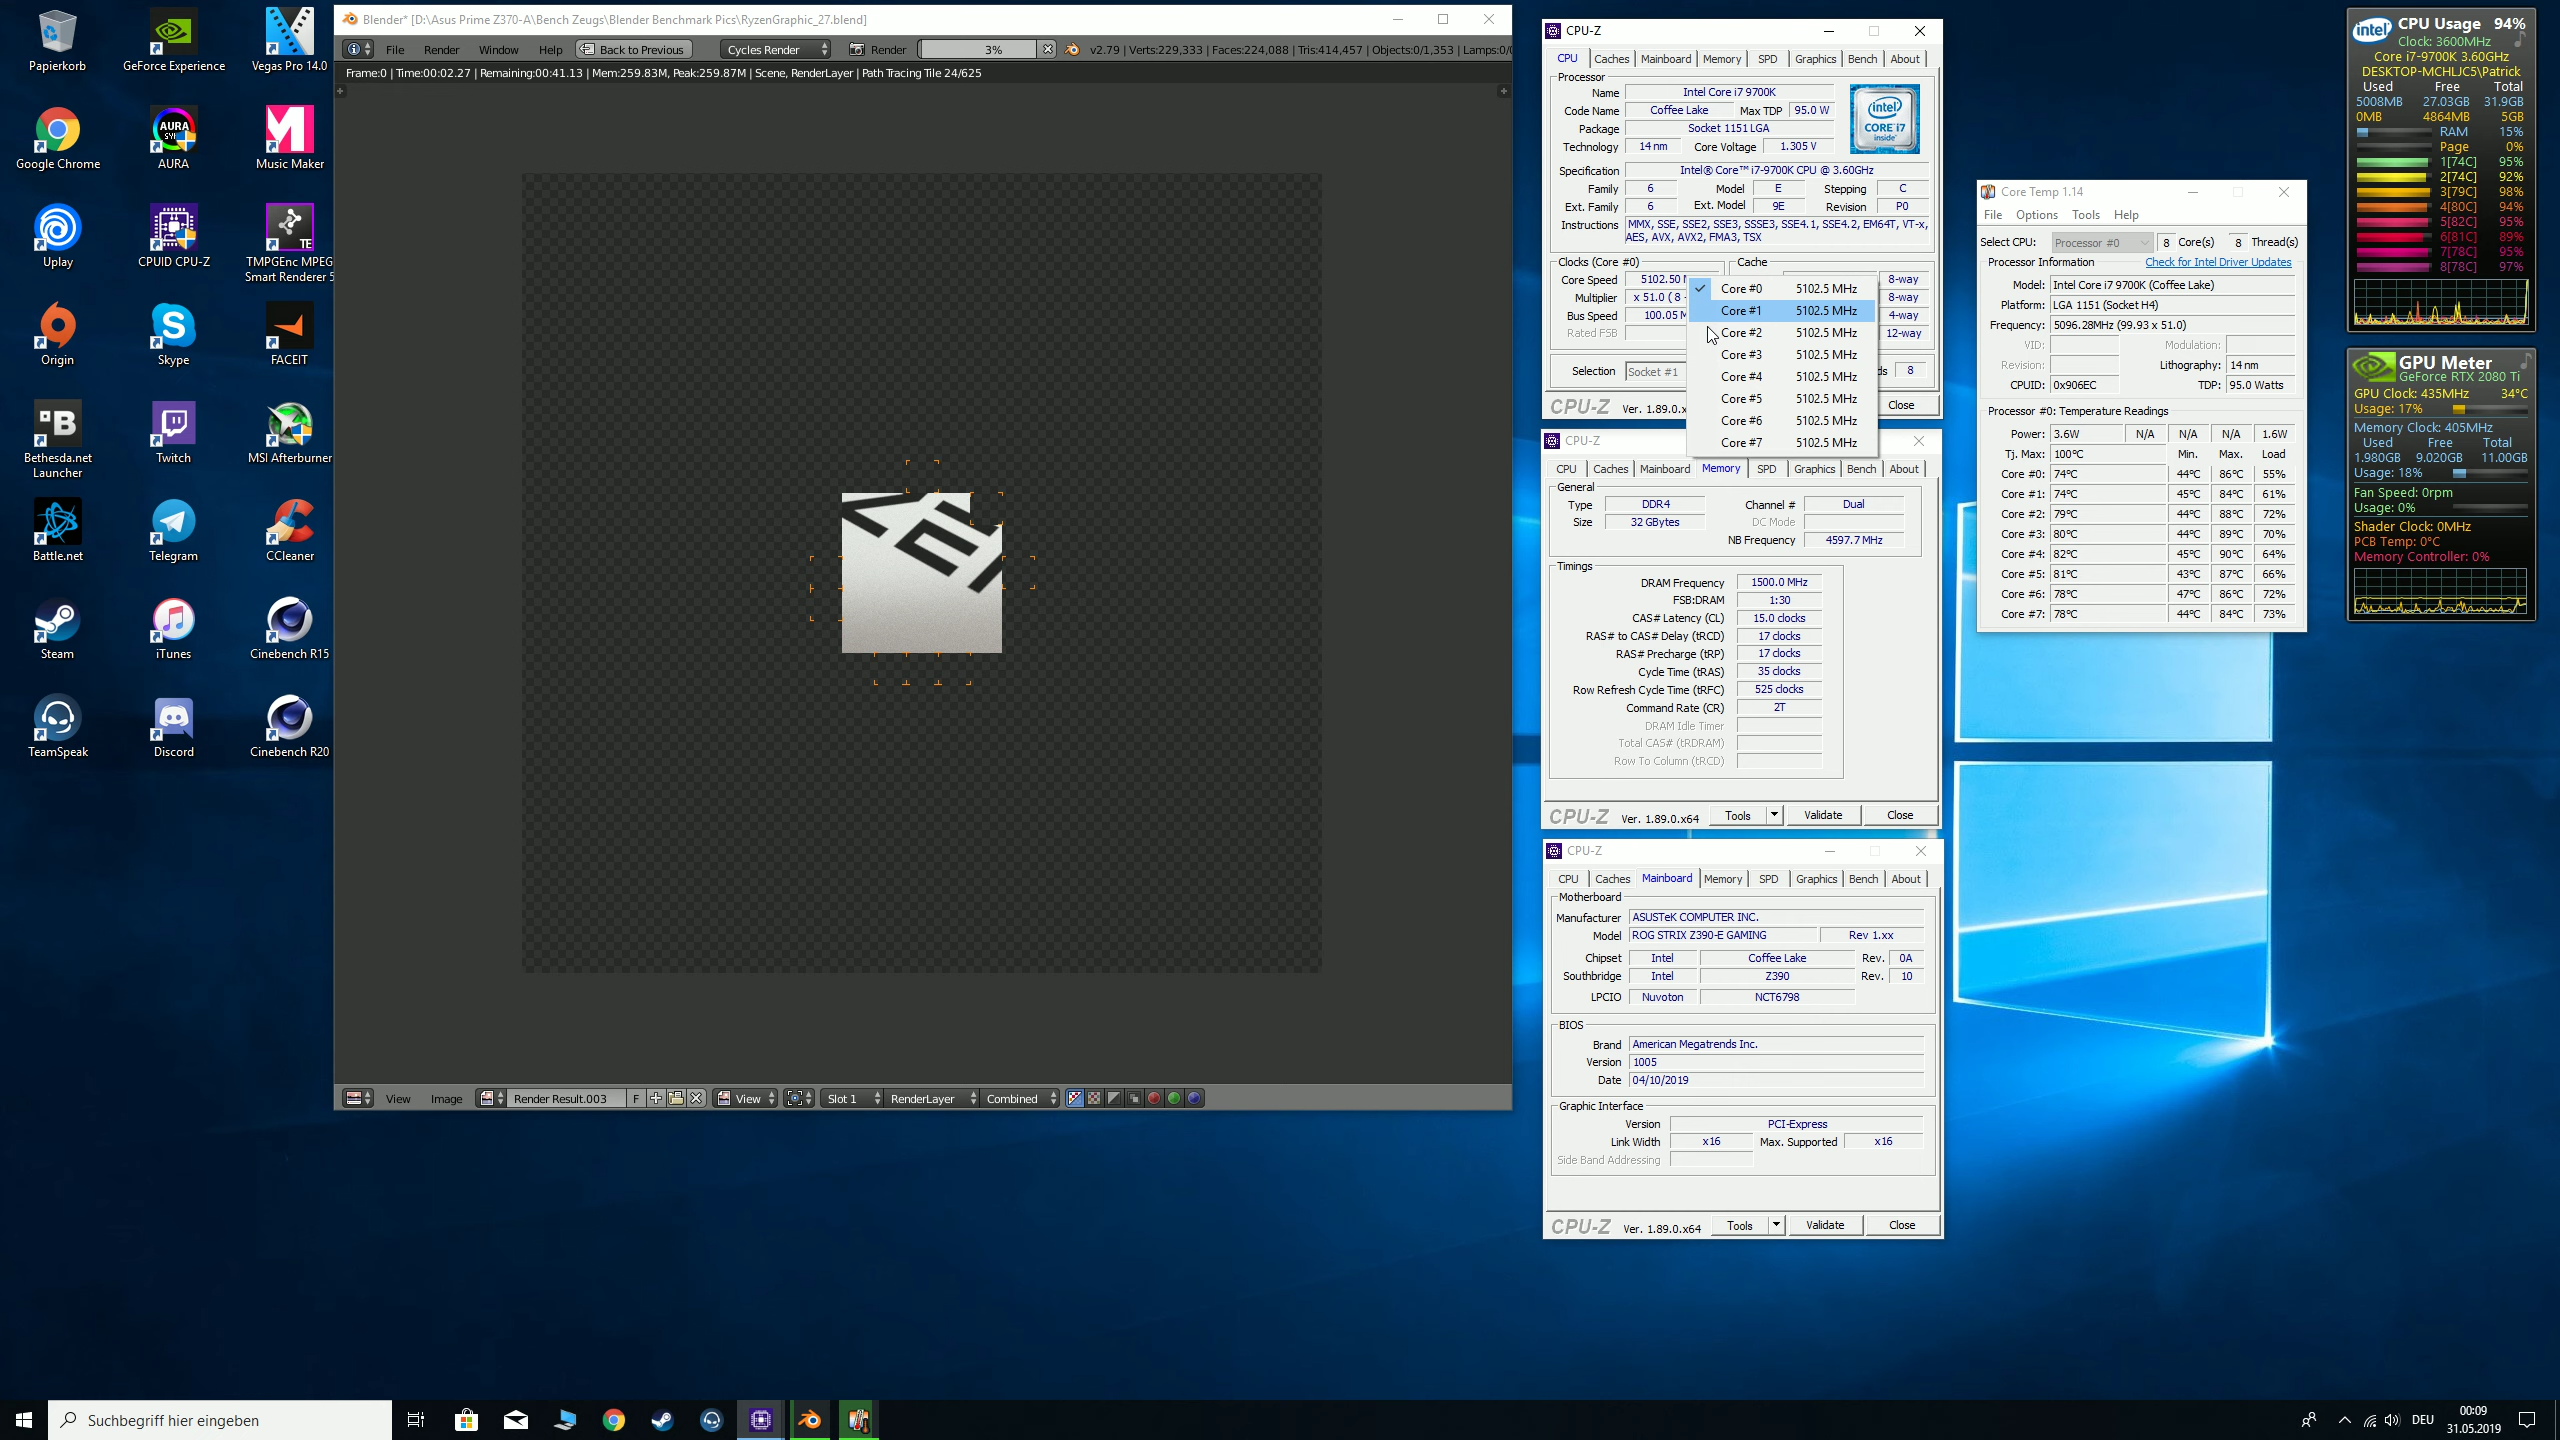 Papierkorb
GeForce Experience
Vegas Pro 14.0
Google Chrome
AURA
Music Maker
Uplay
CPUID CPU-Z
TMPGEnc MPEG
Smart Renderer 5
Origin
Skype
FACEIT
Bethesda.net
Launcher
Twitch
MSI Afterburner
Battle.net
Telegram
CCleaner
Steam
iTunes
Cinebench R15
TeamSpeak
Discord
Cinebench R20
Blender* [D:\Asus Prime Z370-A\Bench Zeugs\Blender Benchmark Pics\RyzenGraphic_27.blend]
File Render Window Help Back to Previous Cycles Render Render 3% v2.79 | Verts:229,333 | Faces:224,088 | Tris:414,457 | Objects:0/1,353 | Lamps:0/0
Frame:0 | Time:00:02.27 | Remaining:00:41.13 | Mem:259.83M, Peak:259.87M | Scene, RenderLayer | Path Tracing Tile 24/625
View Image Render Result.003 F View Slot 1 RenderLayer Combined
CPU-Z
CPU Caches Mainboard Memory SPD Graphics Bench About
Processor
Name Intel Core i7 9700K
Code Name Coffee Lake Max TDP 95.0 W
Package Socket 1151 LGA
Technology 14 nm Core Voltage 1.305 V
intel CORE i7 inside
Specification Intel® Core™ i7-9700K CPU @ 3.60GHz
Family 6 Model E Stepping C
Ext. Family 6 Ext. Model 9E Revision P0
Instructions MMX, SSE, SSE2, SSE3, SSSE3, SSE4.1, SSE4.2, EM64T, VT-x,
AES, AVX, AVX2, FMA3, TSX
Clocks (Core #0) Cache
Core Speed 5102.50 8-way
Multiplier x 51.0 ( 8 - 8-way
Bus Speed 100.05 M 4-way
Rated FSB 12-way
Selection Socket #1 ds 8
CPU-Z Ver. 1.89.0.x Close
Core #0 5102.5 MHz
Core #1 5102.5 MHz
Core #2 5102.5 MHz
Core #3 5102.5 MHz
Core #4 5102.5 MHz
Core #5 5102.5 MHz
Core #6 5102.5 MHz
Core #7 5102.5 MHz
CPU-Z
CPU Caches Mainboard Memory SPD Graphics Bench About
General
Type DDR4 Channel # Dual
Size 32 GBytes DC Mode
NB Frequency 4597.7 MHz
Timings
DRAM Frequency 1500.0 MHz
FSB:DRAM 1:30
CAS# Latency (CL) 15.0 clocks
RAS# to CAS# Delay (tRCD) 17 clocks
RAS# Precharge (tRP) 17 clocks
Cycle Time (tRAS) 35 clocks
Row Refresh Cycle Time (tRFC) 525 clocks
Command Rate (CR) 2T
DRAM Idle Timer
Total CAS# (tRDRAM)
Row To Column (tRCD)
CPU-Z Ver. 1.89.0.x64 Tools Validate Close
CPU-Z
CPU Caches Mainboard Memory SPD Graphics Bench About
Motherboard
Manufacturer ASUSTeK COMPUTER INC.
Model ROG STRIX Z390-E GAMING Rev 1.xx
Chipset Intel Coffee Lake Rev. 0A
Southbridge Intel Z390 Rev. 10
LPCIO Nuvoton NCT6798
BIOS
Brand American Megatrends Inc.
Version 1005
Date 04/10/2019
Graphic Interface
Version PCI-Express
Link Width x16 Max. Supported x16
Side Band Addressing
CPU-Z Ver. 1.89.0.x64 Tools Validate Close
Core Temp 1.14
File Options Tools Help
Select CPU: Processor #0 8 Core(s) 8 Thread(s)
Processor Information Check for Intel Driver Updates
Model: Intel Core i7 9700K (Coffee Lake)
Platform: LGA 1151 (Socket H4)
Frequency: 5096.28MHz (99.93 x 51.0)
VID: Modulation:
Revision: Lithography: 14 nm
CPUID: 0x906EC TDP: 95.0 Watts
Processor #0: Temperature Readings
Power: 3.6W N/A N/A N/A 1.6W
Tj. Max: 100°C Min. Max. Load
Core #0: 74°C 44°C 86°C 55%
Core #1: 74°C 45°C 84°C 61%
Core #2: 79°C 44°C 88°C 72%
Core #3: 80°C 44°C 89°C 70%
Core #4: 82°C 45°C 90°C 64%
Core #5: 81°C 43°C 87°C 66%
Core #6: 78°C 47°C 86°C 72%
Core #7: 78°C 44°C 84°C 73%
intel CPU Usage 94%
Clock: 3600MHz
Core i7-9700K 3.60GHz
DESKTOP-MCHLJC5\Patrick
Used Free Total
5008MB 27.03GB 31.9GB
0MB 4864MB 5GB
RAM 15%
Page 0%
1[74C] 95%
2[74C] 92%
3[79C] 98%
4[80C] 94%
5[82C] 95%
6[81C] 89%
7[78C] 95%
8[78C] 97%
GPU Meter
GeForce RTX 2080 Ti
GPU Clock: 435MHz 34°C
Usage: 17%
Memory Clock: 405MHz
Used Free Total
1.980GB 9.020GB 11.00GB
Usage: 18%
Fan Speed: 0rpm
Usage: 0%
Shader Clock: 0MHz
PCB Temp: 0°C
Memory Controller: 0%
Suchbegriff hier eingeben
DEU
00:09
31.05.2019